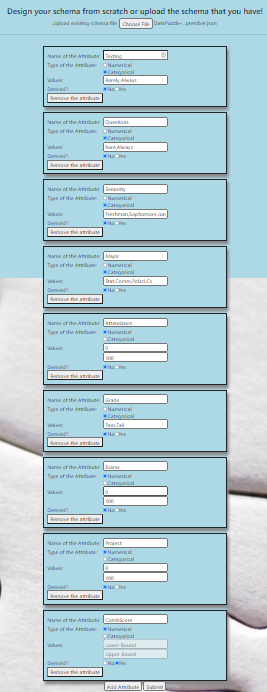 Design your schema from scratch or upload the schema that you have!
Upload existing schema file: Choose File DataPuzzle-...ptember.json
Name of the Attribute: Texting
Type of the Attribute: Numerical
Categorical
Values: Rarely,Always
Derived?: No Yes
Remove the attribute
Name of the Attribute: Questions
Type of the Attribute: Numerical
Categorical
Values: Rare,Always
Derived?: No Yes
Remove the attribute
Name of the Attribute: Seniority
Type of the Attribute: Numerical
Categorical
Values: Freshman,Sophomore,Jun
Derived?: No Yes
Remove the attribute
Name of the Attribute: Major
Type of the Attribute: Numerical
Categorical
Values: Stat,Comm,Polisci,Cs
Derived?: No Yes
Remove the attribute
Name of the Attribute: Attendance
Type of the Attribute: Numerical
Categorical
Values: 0
100
Derived?: No Yes
Remove the attribute
Name of the Attribute: Grade
Type of the Attribute: Numerical
Categorical
Values: Pass,Fail
Derived?: No Yes
Remove the attribute
Name of the Attribute: Exams
Type of the Attribute: Numerical
Categorical
Values: 0
100
Derived?: No Yes
Remove the attribute
Name of the Attribute: Project
Type of the Attribute: Numerical
Categorical
Values: 0
100
Derived?: No Yes
Remove the attribute
Name of the Attribute: CombScore
Type of the Attribute: Numerical
Categorical
Values: Lower Bound
Upper Bound
Derived?: No Yes
Remove the attribute
Add Attribute Submit